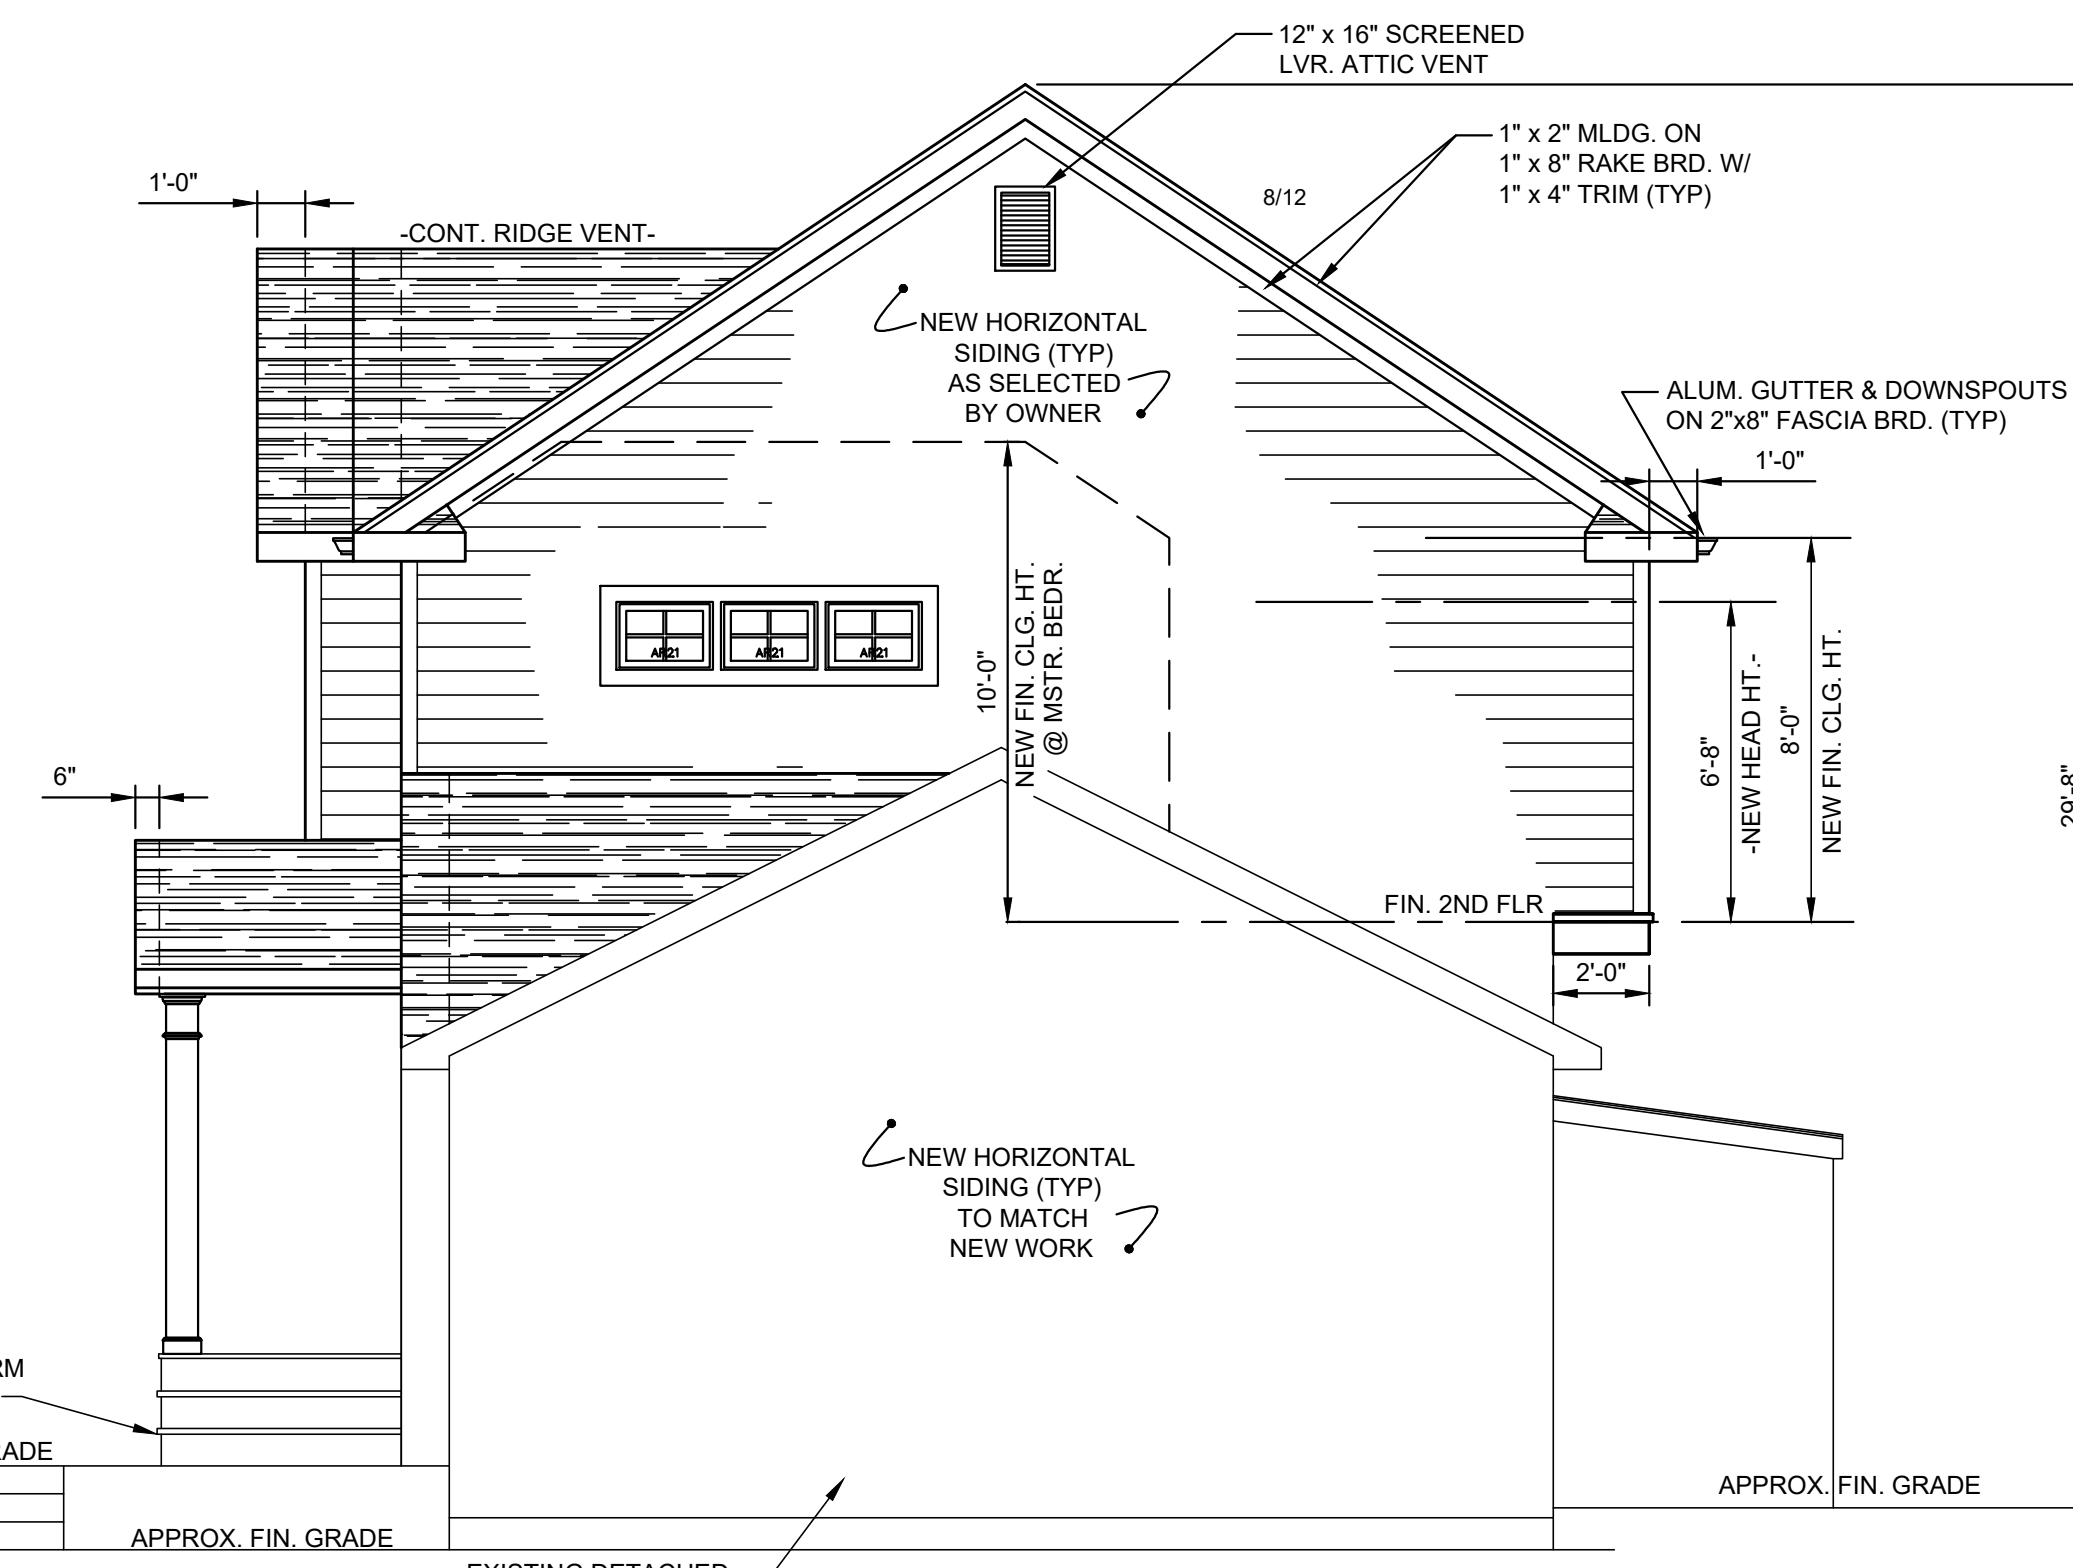 12" x 16" SCREENED
LVR. ATTIC VENT
1" x 2" MLDG. ON
1" x 8" RAKE BRD. W/
1" x 4" TRIM (TYP)
1'-0"
8/12
-CONT. RIDGE VENT-
NEW HORIZONTAL
SIDING (TYP)
AS SELECTED
BY OWNER
ALUM. GUTTER & DOWNSPOUTS
ON 2"x8" FASCIA BRD. (TYP)
1'-0"
AR21
AR21
AR21
10'-0"
NEW FIN. CLG. HT.
@ MSTR. BEDR.
6'-8"
-NEW HEAD HT.-
8'-0"
NEW FIN. CLG. HT.
29'-8"
6"
FIN. 2ND FLR
2'-0"
NEW HORIZONTAL
SIDING (TYP)
TO MATCH
NEW WORK
APPROX. FIN. GRADE
APPROX. FIN. GRADE
EXISTING DETACHED